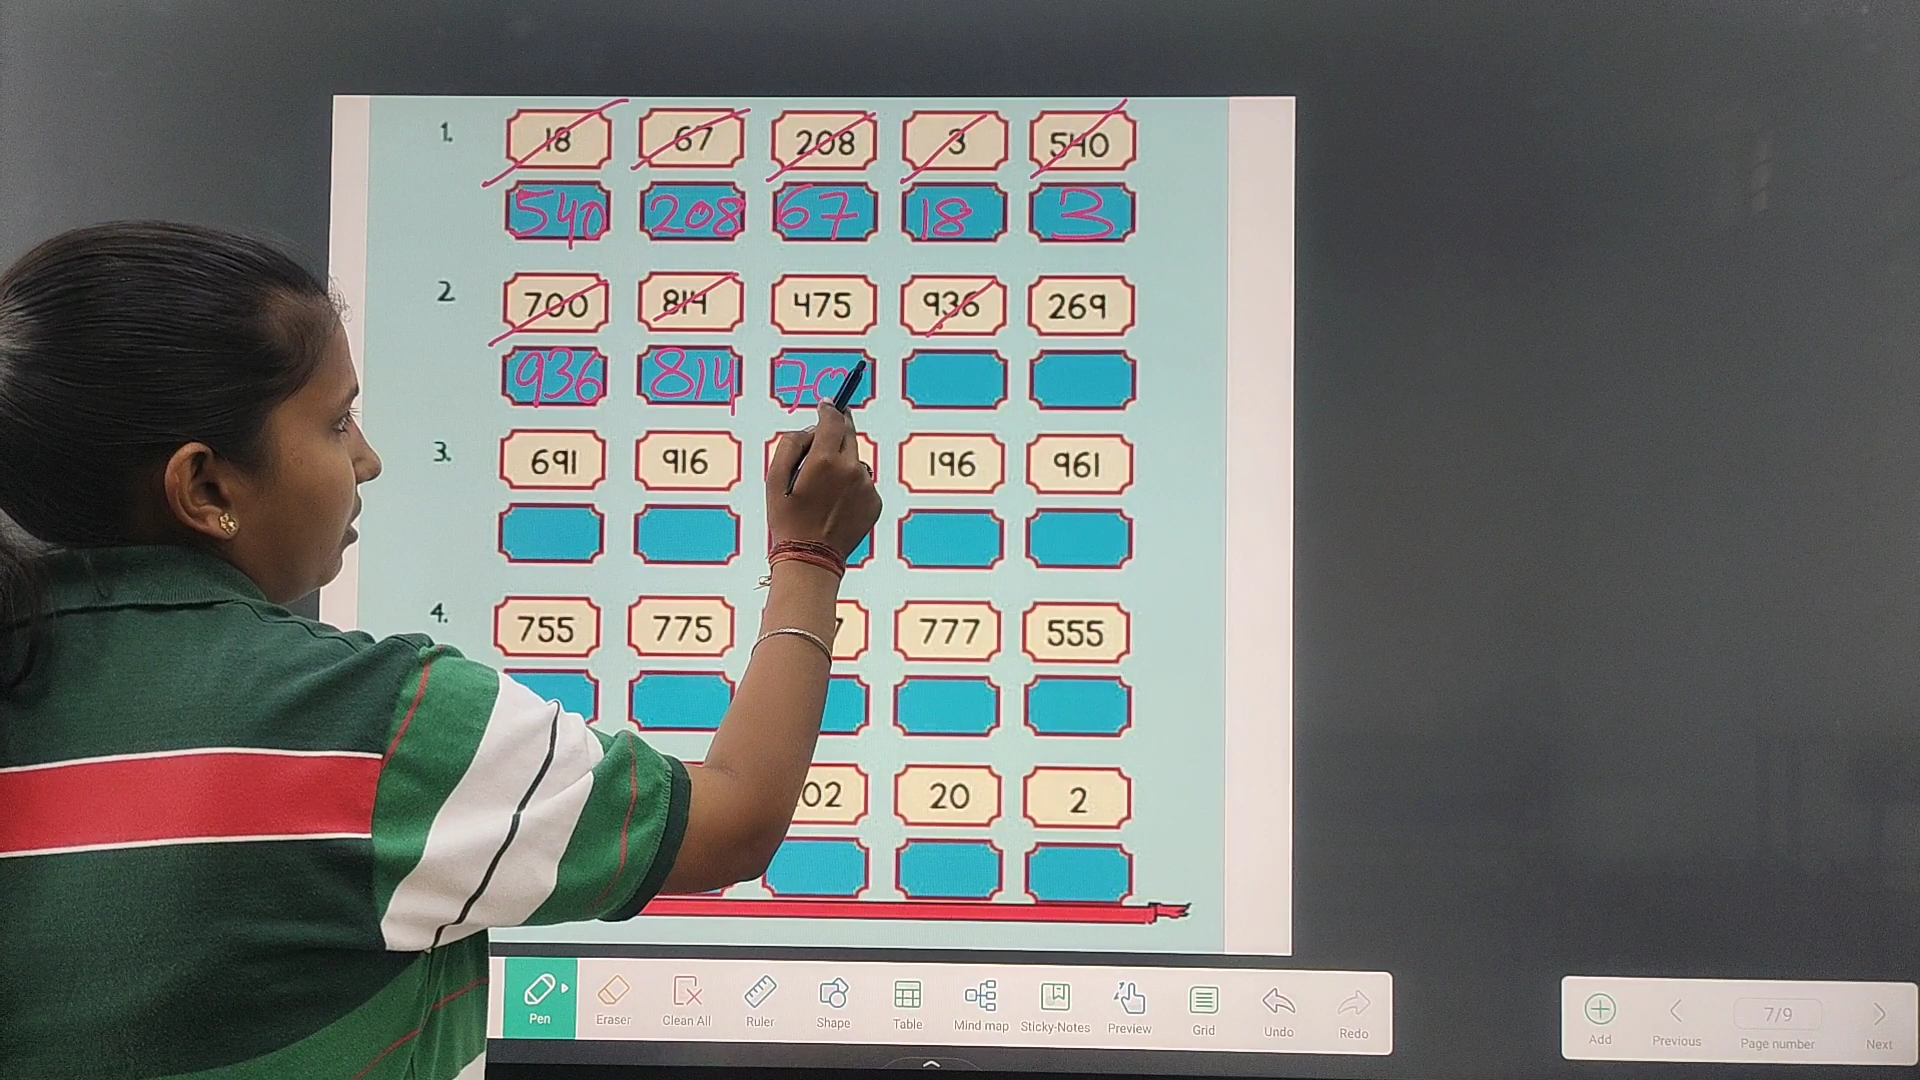 1. 18 67 208 3 540
540 208 67 18 3
2 700 814 475 936 269
936 814
3. 691 916 196 961
4. 755 775 777 555
20 2
Pen Eraser Clean All Ruler Shape Table Mind map Sticky-Notes Preview Grid Undo Redo
Add Previous 7/9 Page number Next